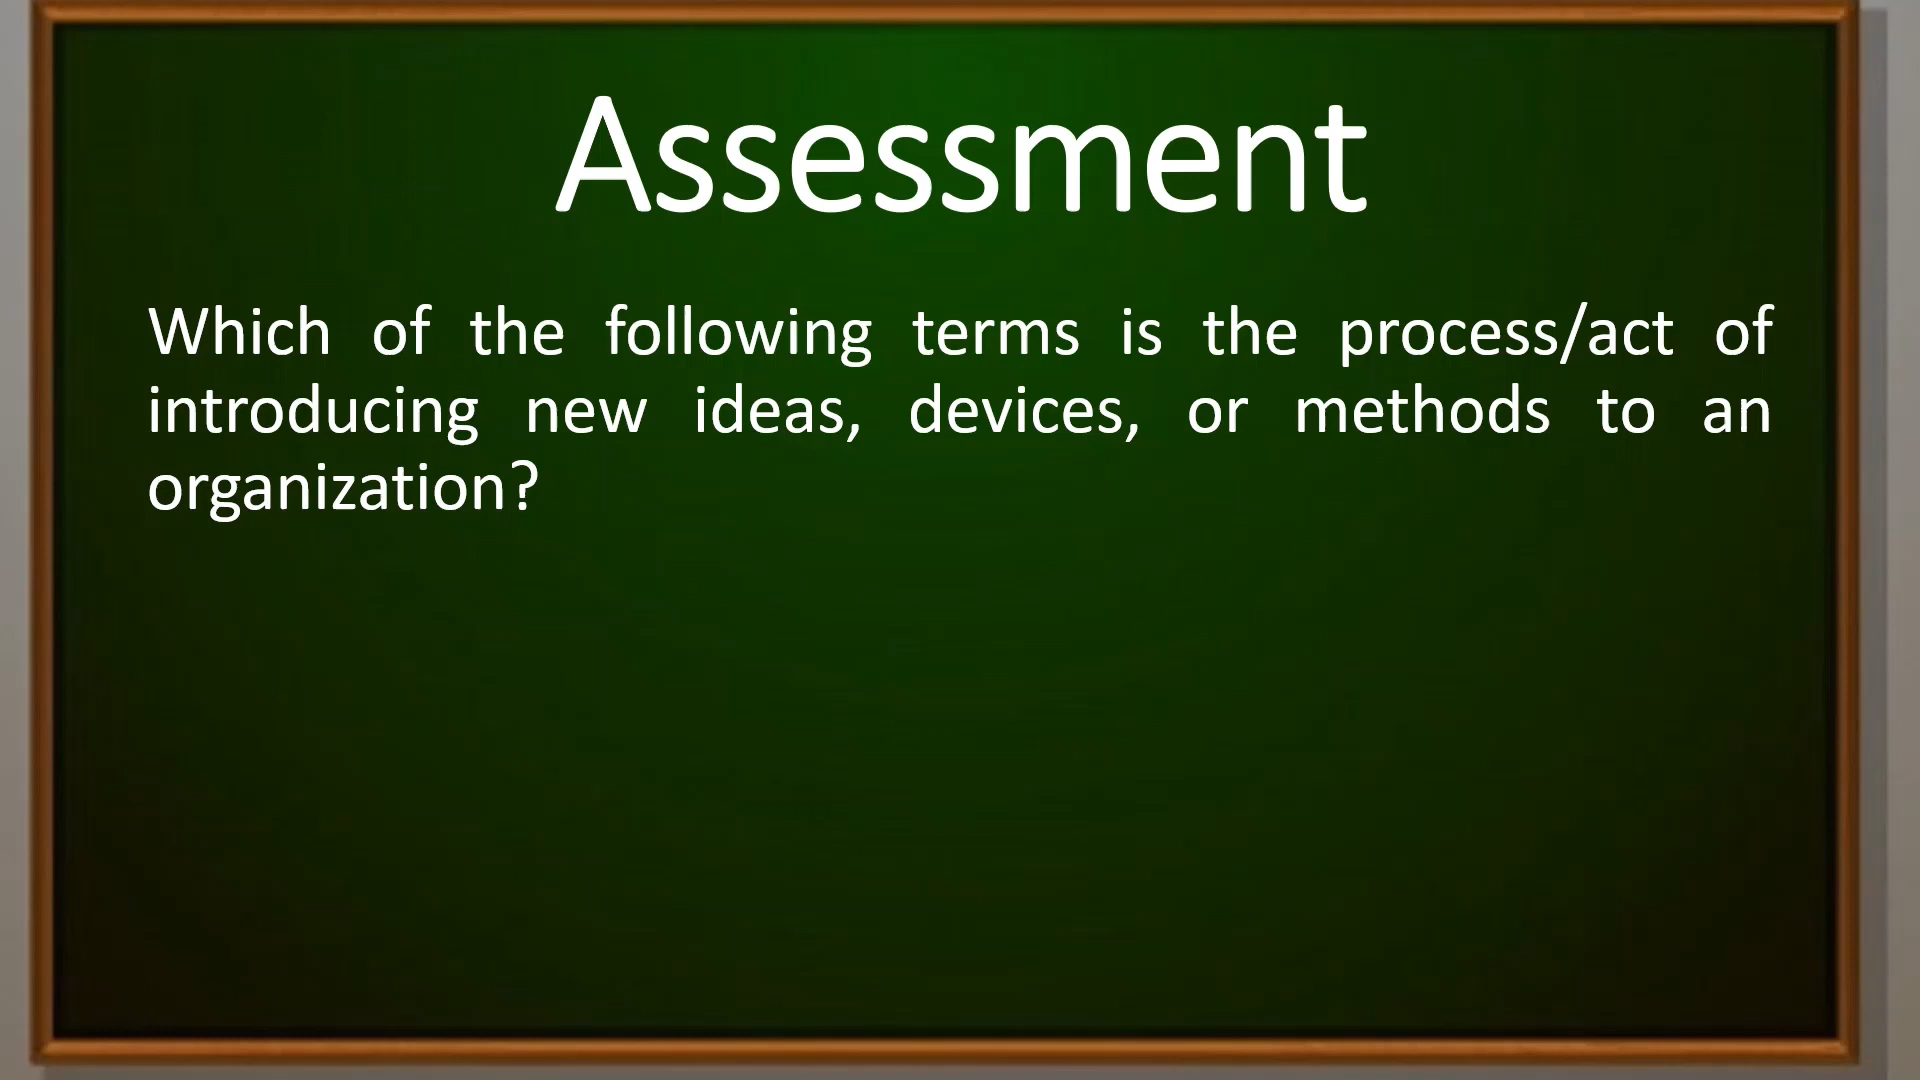 Assessment
Which of the following terms is the process/act of
introducing new ideas, devices, or methods to an
organization?